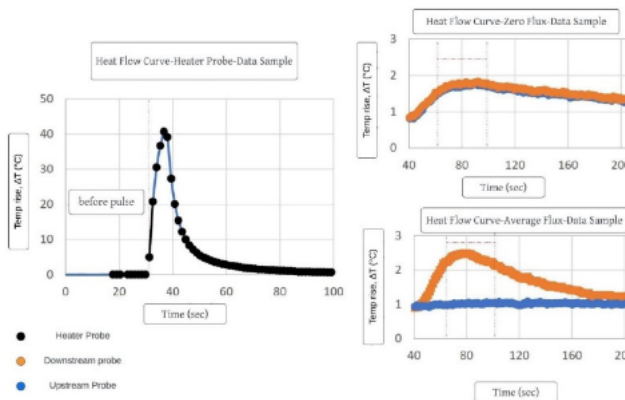 Heat Flow Curve-Heater Probe-Data Sample
Temp rise, ΔT (°C)
50
40
30
20
10
0
before pulse
0 20 40 60 80 100
Time (sec)
Heater Probe
Downstream probe
Upstream Probe
Heat Flow Curve-Zero Flux-Data Sample
Temp rise, ΔT (°C)
3
2
1
0
40 80 120 160 200
Time (sec)
Heat Flow Curve-Average Flux-Data Sample
Temp rise, ΔT (°C)
3
2
1
0
40 80 120 160 200
Time (sec)